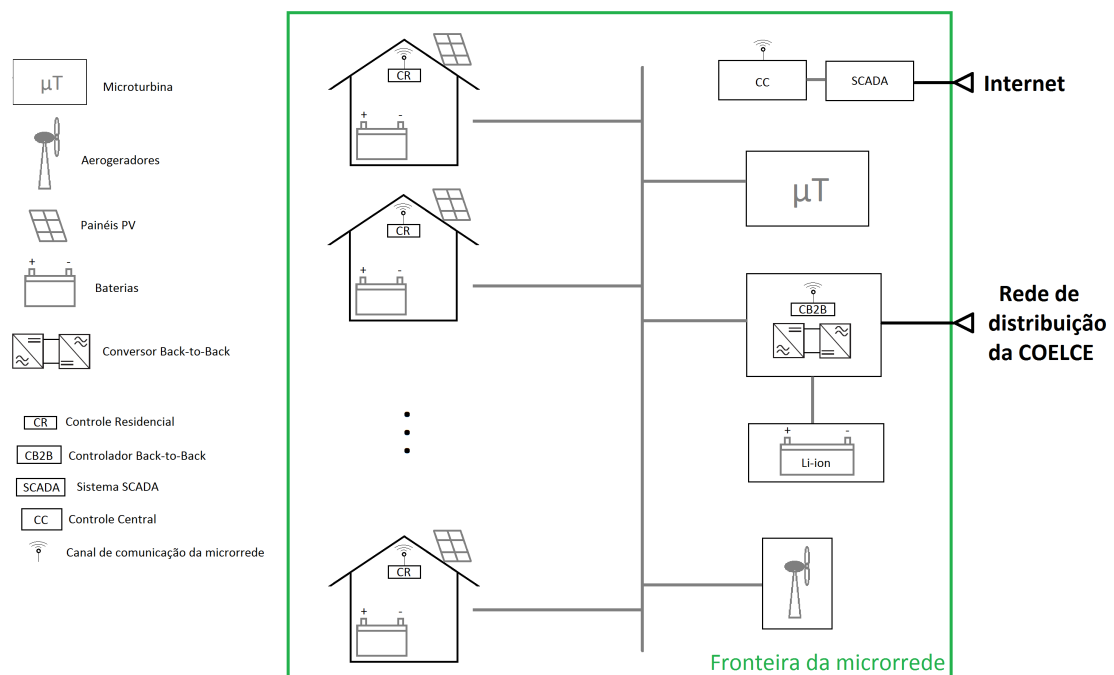 µT
Microturbina
Aerogeradores
Painéis PV
+ -
Baterias
Conversor Back-to-Back
CR Controle Residencial
CB2B Controlador Back-to-Back
SCADA Sistema SCADA
CC Controle Central
Canal de comunicação da microrrede
CR
+ -
CR
+ -
CR
+ -
CC
SCADA
Internet
µT
CB2B
Rede de
distribuição
da COELCE
+ -
Li-ion
Fronteira da microrrede